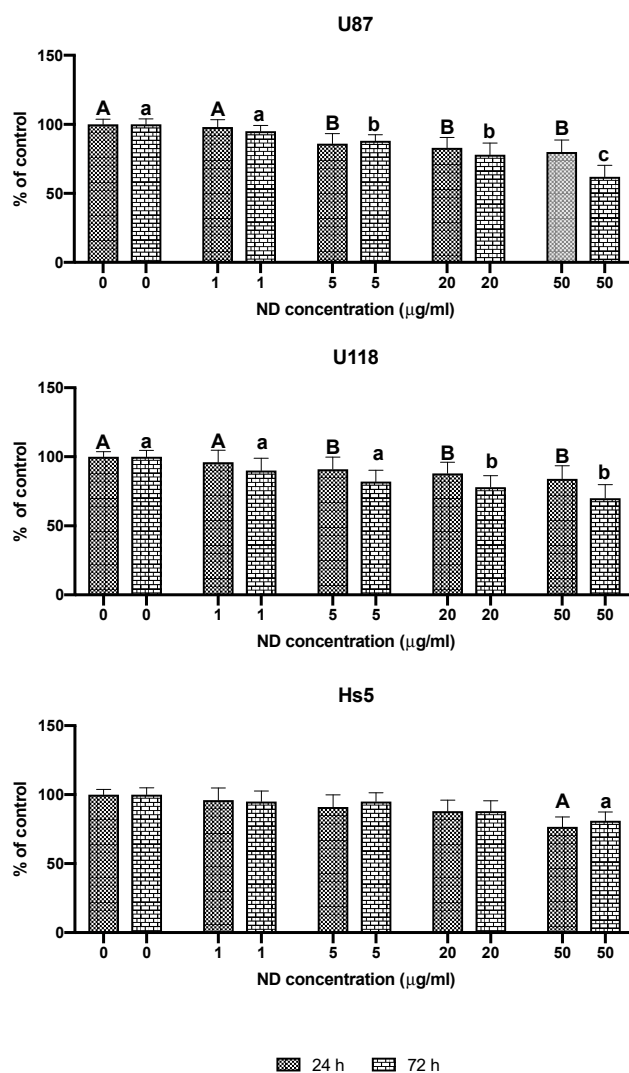 U87
150
100
50
0
% of control
A a A a B b B b B c
0 0 1 1 5 5 20 20 50 50
ND concentration (μg/ml)
U118
150
100
50
0
% of control
A a A a B a B b B b
0 0 1 1 5 5 20 20 50 50
ND concentration (μg/ml)
Hs5
150
100
50
0
% of control
A a
0 0 1 1 5 5 20 20 50 50
ND concentration (μg/ml)
24 h 72 h